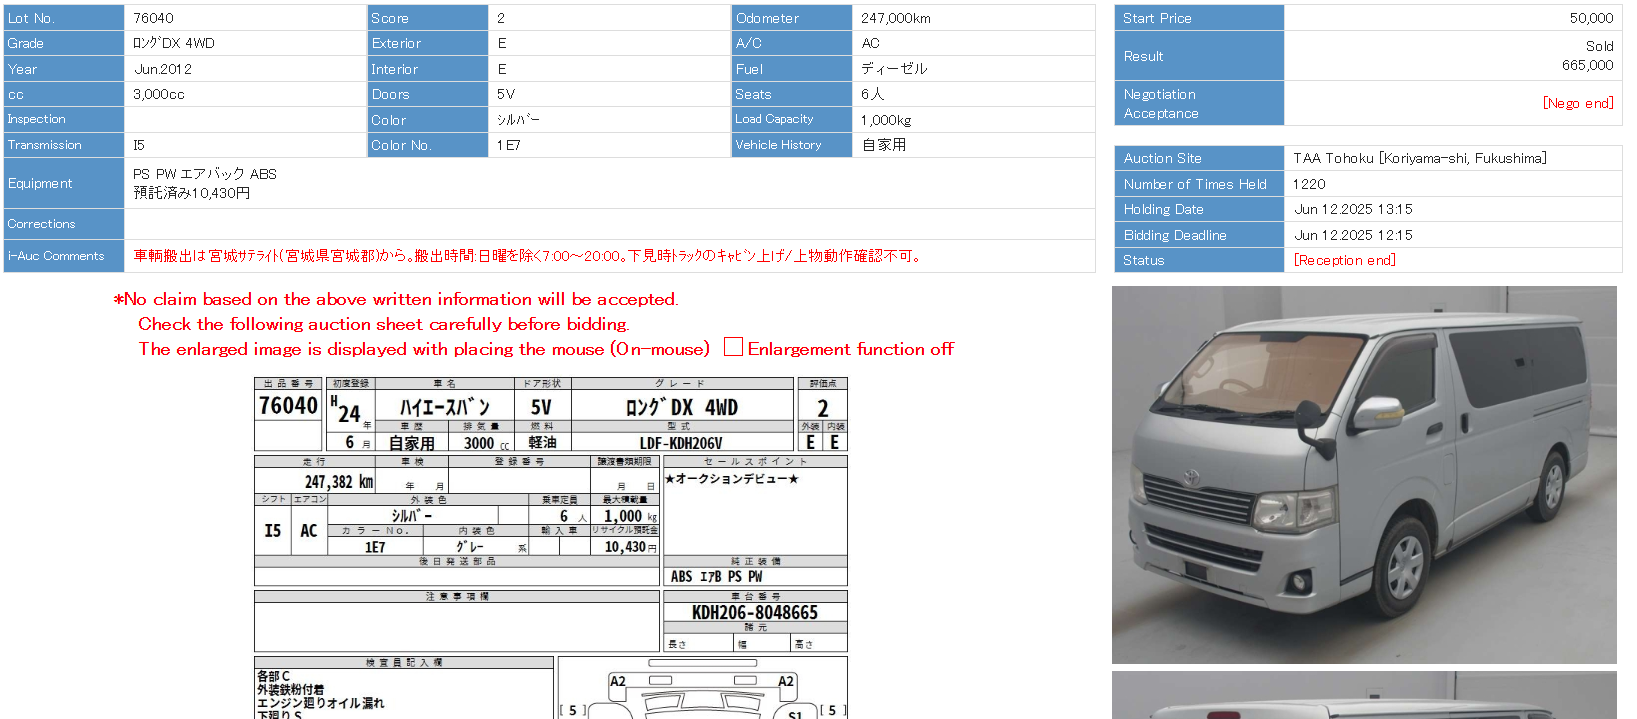 Lot No. 76040 Score 2 Odometer 247,000km
Grade ﾛﾝｸﾞDX 4WD Exterior E A/C AC
Year Jun.2012 Interior E Fuel ディーゼル
cc 3,000cc Doors 5V Seats 6人
Inspection Color ｼﾙﾊﾞｰ Load Capacity 1,000kg
Transmission I5 Color No. 1E7 Vehicle History 自家用
Equipment PS PW エアバック ABS
預託済み10,430円
Corrections
i-Auc Comments 車輌搬出は宮城ｻﾃﾗｲﾄ(宮城県宮城郡)から。搬出時間:日曜を除く7:00～20:00。下見時ﾄﾗｯｸのｷｬﾋﾞﾝ上げ/上物動作確認不可。
Start Price 50,000
Result Sold
665,000
Negotiation
Acceptance [Nego end]
Auction Site TAA Tohoku [Koriyama-shi, Fukushima]
Number of Times Held 1220
Holding Date Jun 12.2025 13:15
Bidding Deadline Jun 12.2025 12:15
Status [Reception end]
*No claim based on the above written information will be accepted.
Check the following auction sheet carefully before bidding.
The enlarged image is displayed with placing the mouse (On-mouse) Enlargement function off
出品番号 初度登録 車名 ドア形状 グレード 評価点
76040 H24年 ﾊｲｴｰｽﾊﾞﾝ 5V ﾛﾝｸﾞDX 4WD 2
車歴 排気量 燃料 型式 外装 内装
6月 自家用 3000 CC 軽油 LDF-KDH206V E E
走行 車検 登録番号 譲渡書類期限 セールスポイント
247,382 km 年 月 月 日 ★オークションデビュー★
シフト エアコン 外装色 乗車定員 最大積載量
I5 AC ｼﾙﾊﾞｰ 6 人 1,000 kg
カラーNo. 内装色 輸入車 リサイクル預託金
1E7 ｸﾞﾚｰ 系 10,430 円
後日発送部品 純正装備
ABS ｴｱB PS PW
注意事項欄 車台番号
KDH206-8048665
諸元
長さ 幅 高さ
検査員記入欄
各部C
外装鉄粉付着
エンジン廻りオイル漏れ
下廻りS
A2 A2
[ 5 ] S1 [ 5 ]